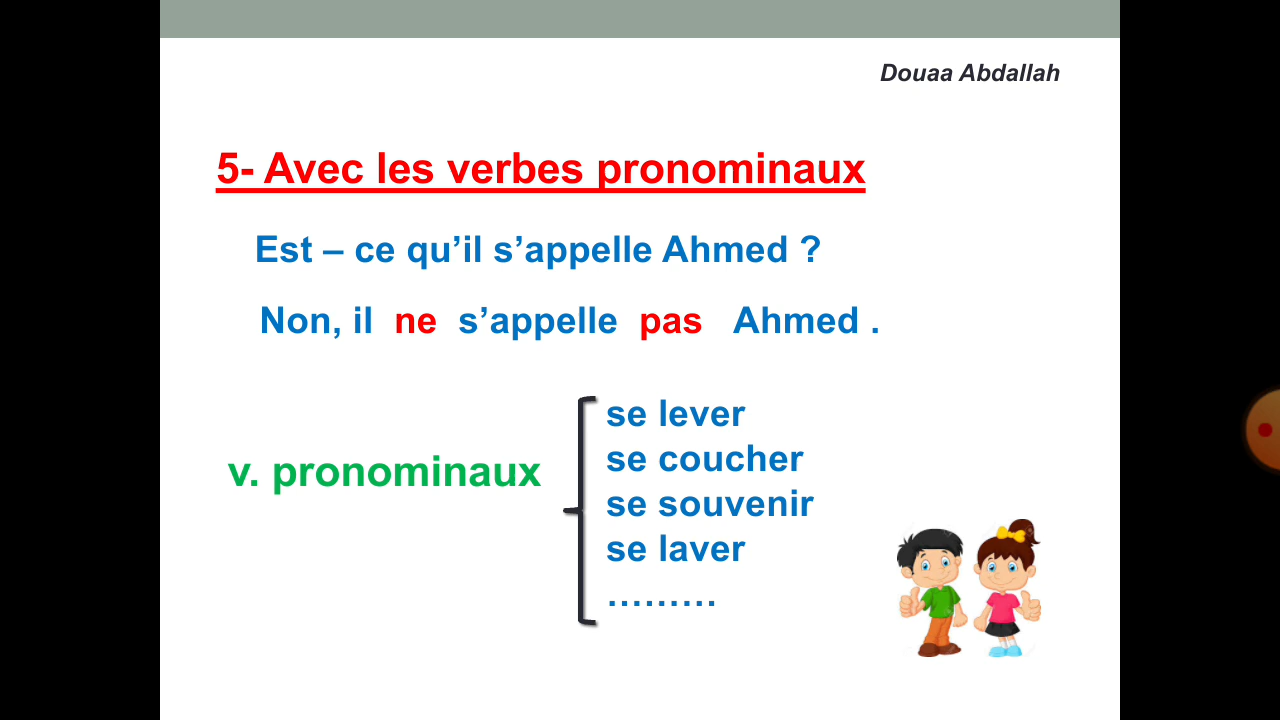 Douaa Abdallah
5- Avec les verbes pronominaux
Est – ce qu’il s’appelle Ahmed ?
Non, il ne s’appelle pas Ahmed .
v. pronominaux
se lever
se coucher
se souvenir
se laver
.........